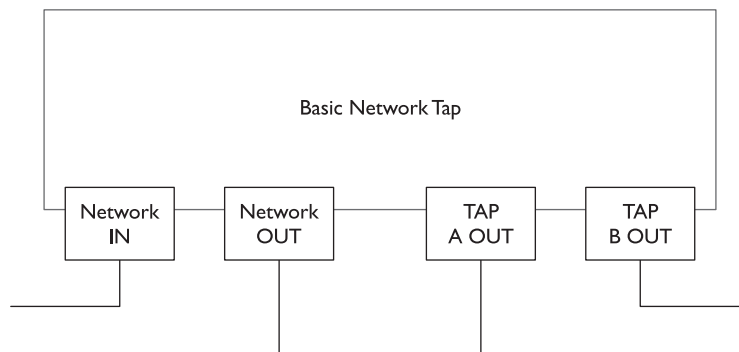 Basic Network Tap
Network
IN
Network
OUT
TAP
A OUT
TAP
B OUT